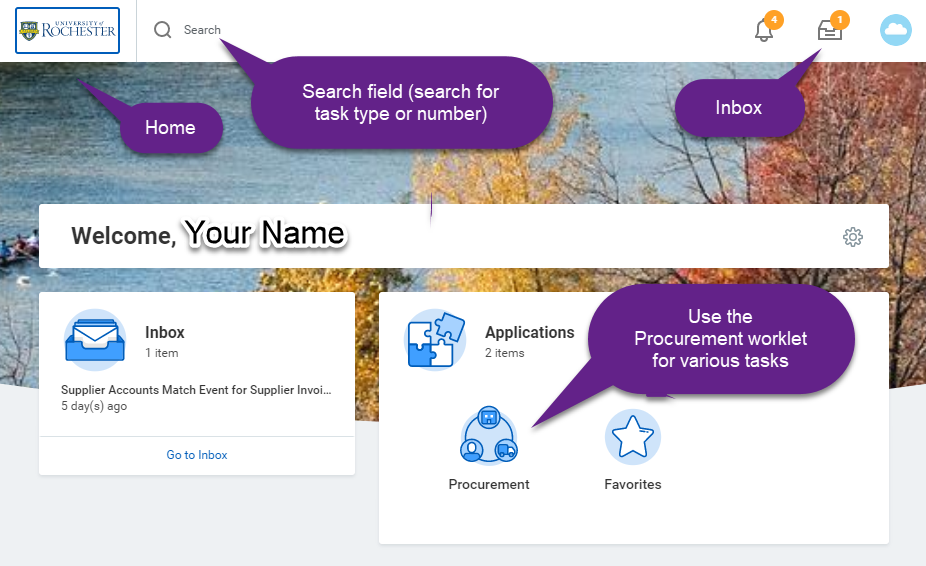 UNIVERSITY of
ROCHESTER
Search
4
1
Search field (search for
task type or number)
Inbox
Home
Welcome, Your Name
Inbox
1 item
Supplier Accounts Match Event for Supplier Invoi...
5 day(s) ago
Go to Inbox
Applications
2 items
Use the
Procurement worklet
for various tasks
Procurement
Favorites